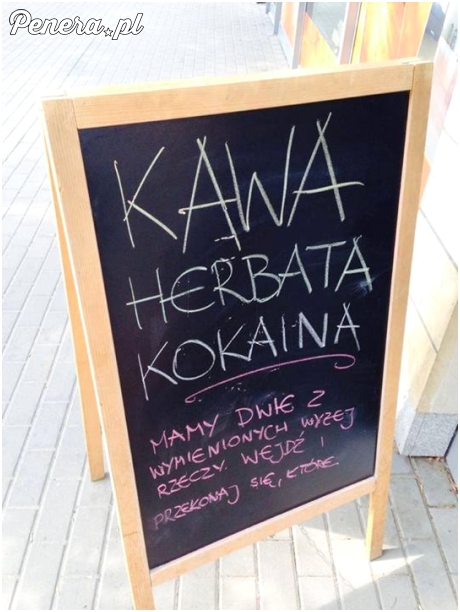 Penera.pl
KAWA
HERBATA
KOKAINA
MAMY DWIE Z
WYMIENIONYCH WYŻEJ
RZECZY. WEJDŹ I
PRZEKONAJ SIĘ, KTÓRE.